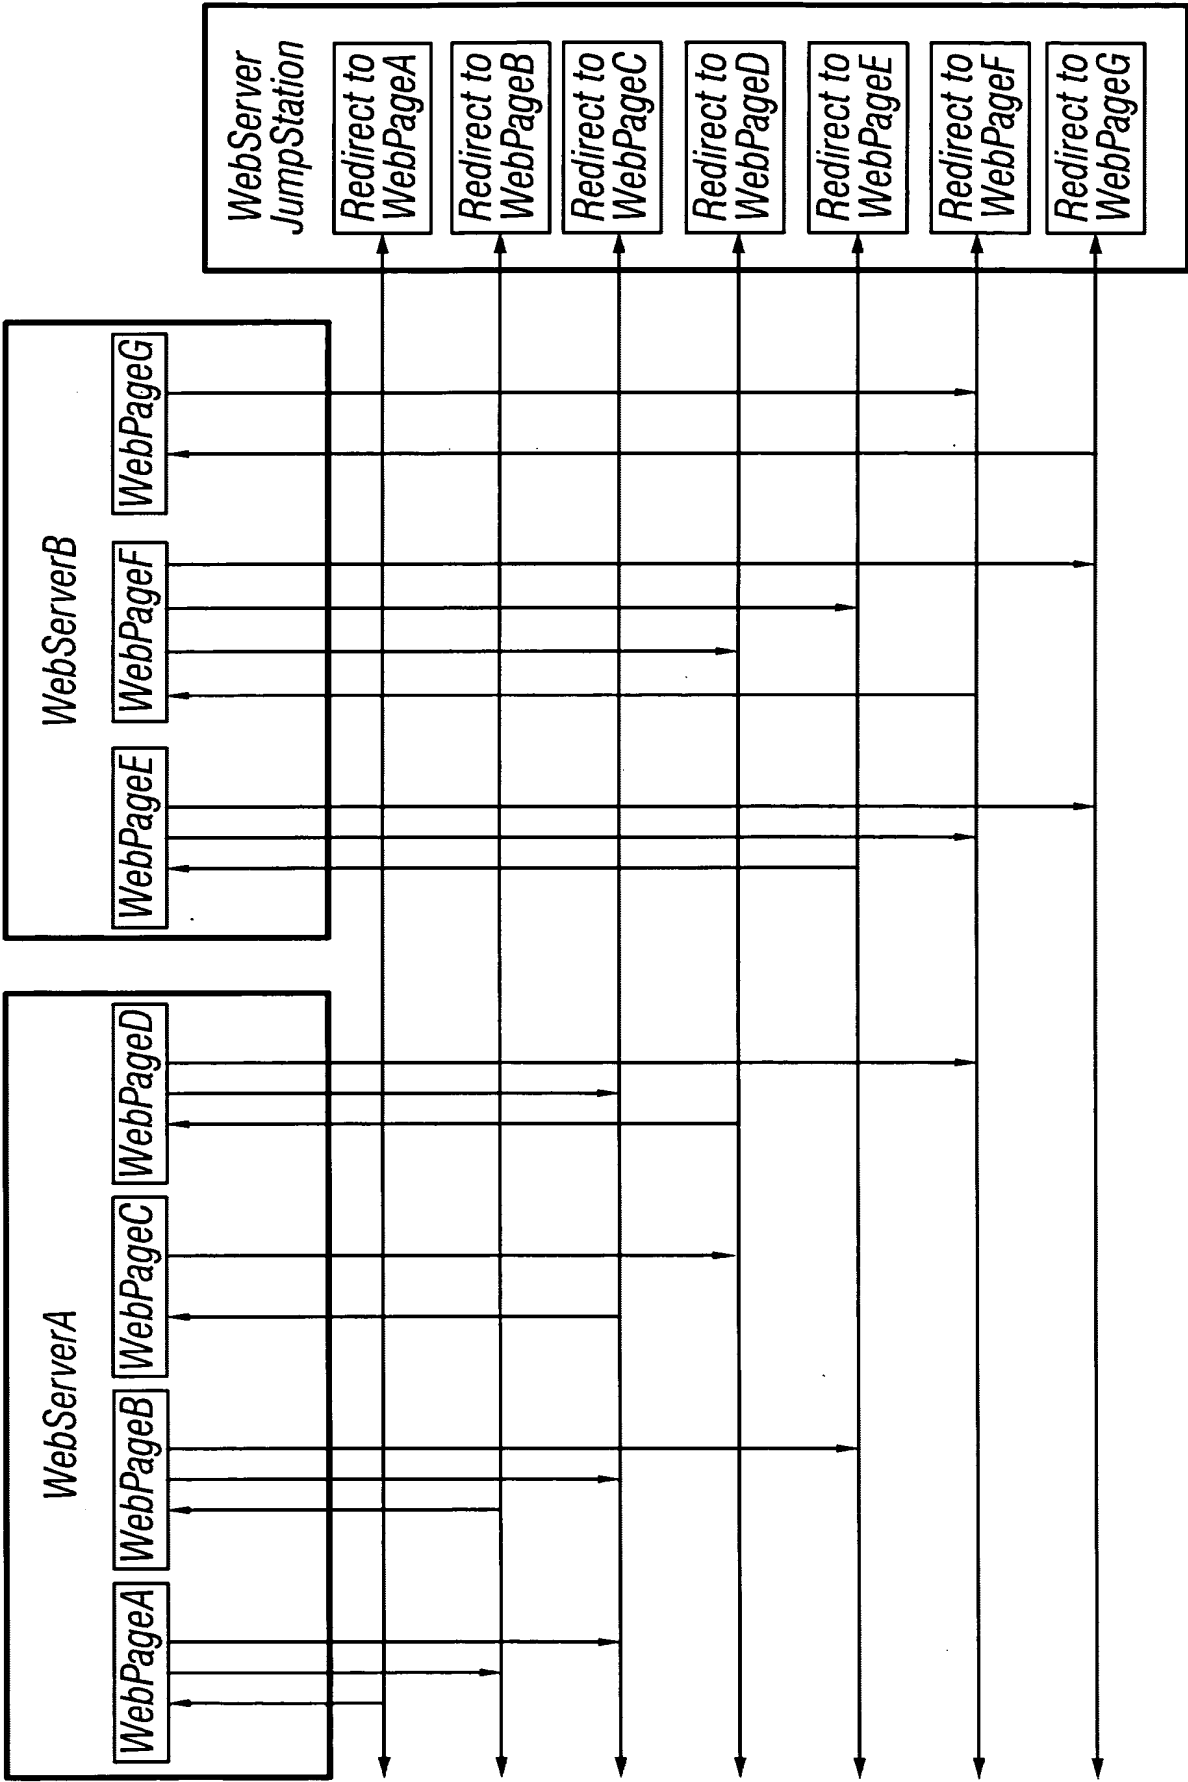 WebServerA
WebPageA
WebPageB
WebPageC
WebPageD
WebServerB
WebPageE
WebPageF
WebPageG
WebServer
JumpStation
Redirect to
WebPageA
Redirect to
WebPageB
Redirect to
WebPageC
Redirect to
WebPageD
Redirect to
WebPageE
Redirect to
WebPageF
Redirect to
WebPageG